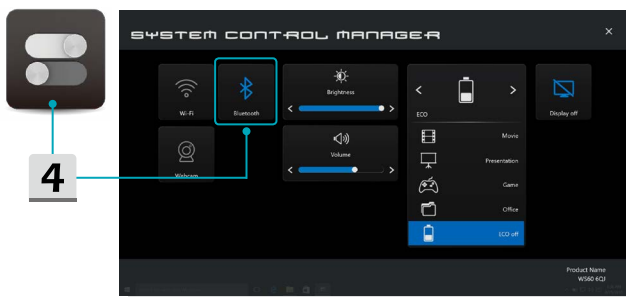 SYSTEM CONTROL MANAGER
Wi-Fi
Bluetooth
Brightness
ECO
Display off
Webcam
Volume
Movie
Presentation
Game
Office
ECO off
4
Product Name
WS60 6QJ